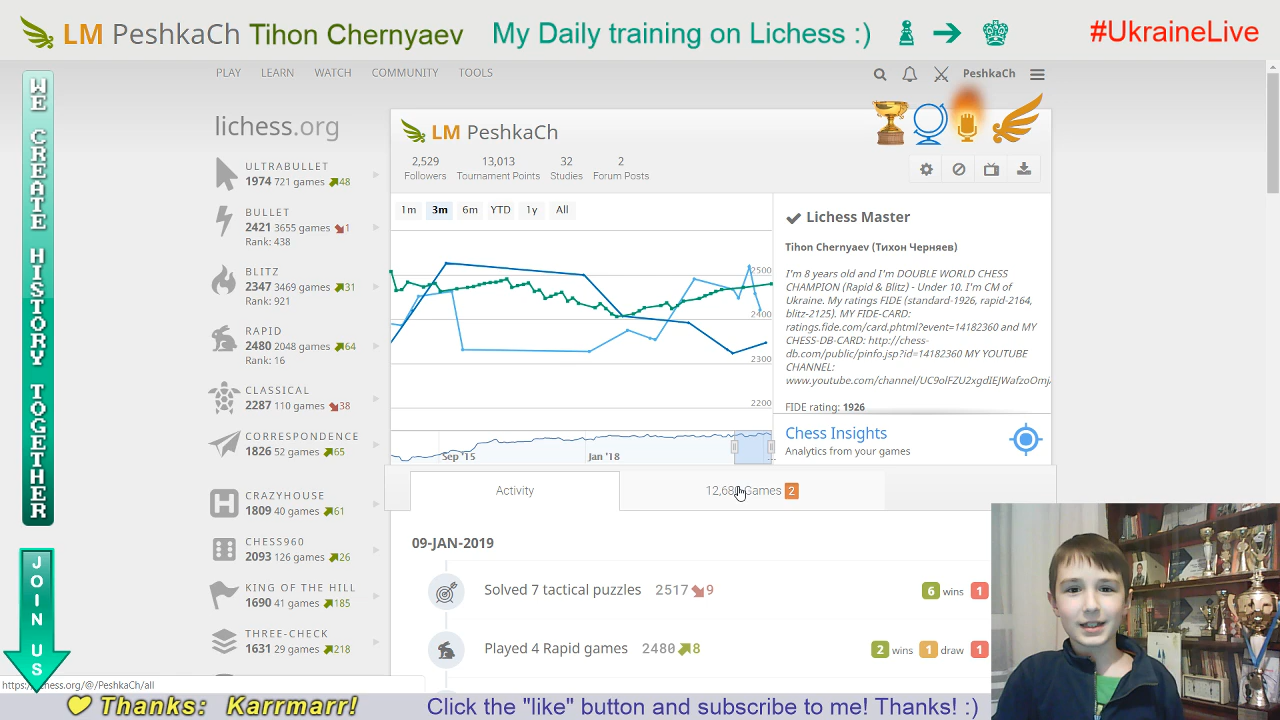 LM PeshkaCh Tihon Chernyaev My Daily training on Lichess :) #UkraineLive
WE CREATE HISTORY TOGETHER
JOIN US
PLAY LEARN WATCH COMMUNITY TOOLS PeshkaCh
lichess.org
ULTRABULLET
1974 721 games 48
BULLET
2421 3655 games 1
Rank: 438
BLITZ
2347 3469 games 31
Rank: 921
RAPID
2480 2048 games 64
Rank: 16
CLASSICAL
2287 110 games 38
CORRESPONDENCE
1826 52 games 65
CRAZYHOUSE
1809 40 games 61
CHESS960
2093 126 games 26
KING OF THE HILL
1690 41 games 185
THREE-CHECK
1631 29 games 218
LM PeshkaCh
2,529 13,013 32 2
Followers Tournament Points Studies Forum Posts
1m 3m 6m YTD 1y All
2500
2400
2300
2200
Sep '15 Jan '18
Lichess Master
Tihon Chernyaev (Тихон Черняев)
I'm 8 years old and I'm DOUBLE WORLD CHESS
CHAMPION (Rapid & Blitz) - Under 10. I'm CM of
Ukraine. My ratings FIDE (standard-1926, rapid-2164,
blitz-2125). MY FIDE-CARD:
ratings.fide.com/card.phtml?event=14182360 and MY
CHESS-DB-CARD: http://chess-
db.com/public/pinfo.jsp?id=14182360 MY YOUTUBE
CHANNEL:
FIDE rating: 1926
Chess Insights
Analytics from your games
Activity Games 2
09-JAN-2019
Solved 7 tactical puzzles 2517 9 6 wins 1
Played 4 Rapid games 2480 8 2 wins 1 draw 1
Thanks: Karrmarr! Click the "like" button and subscribe to me! Thanks! :)